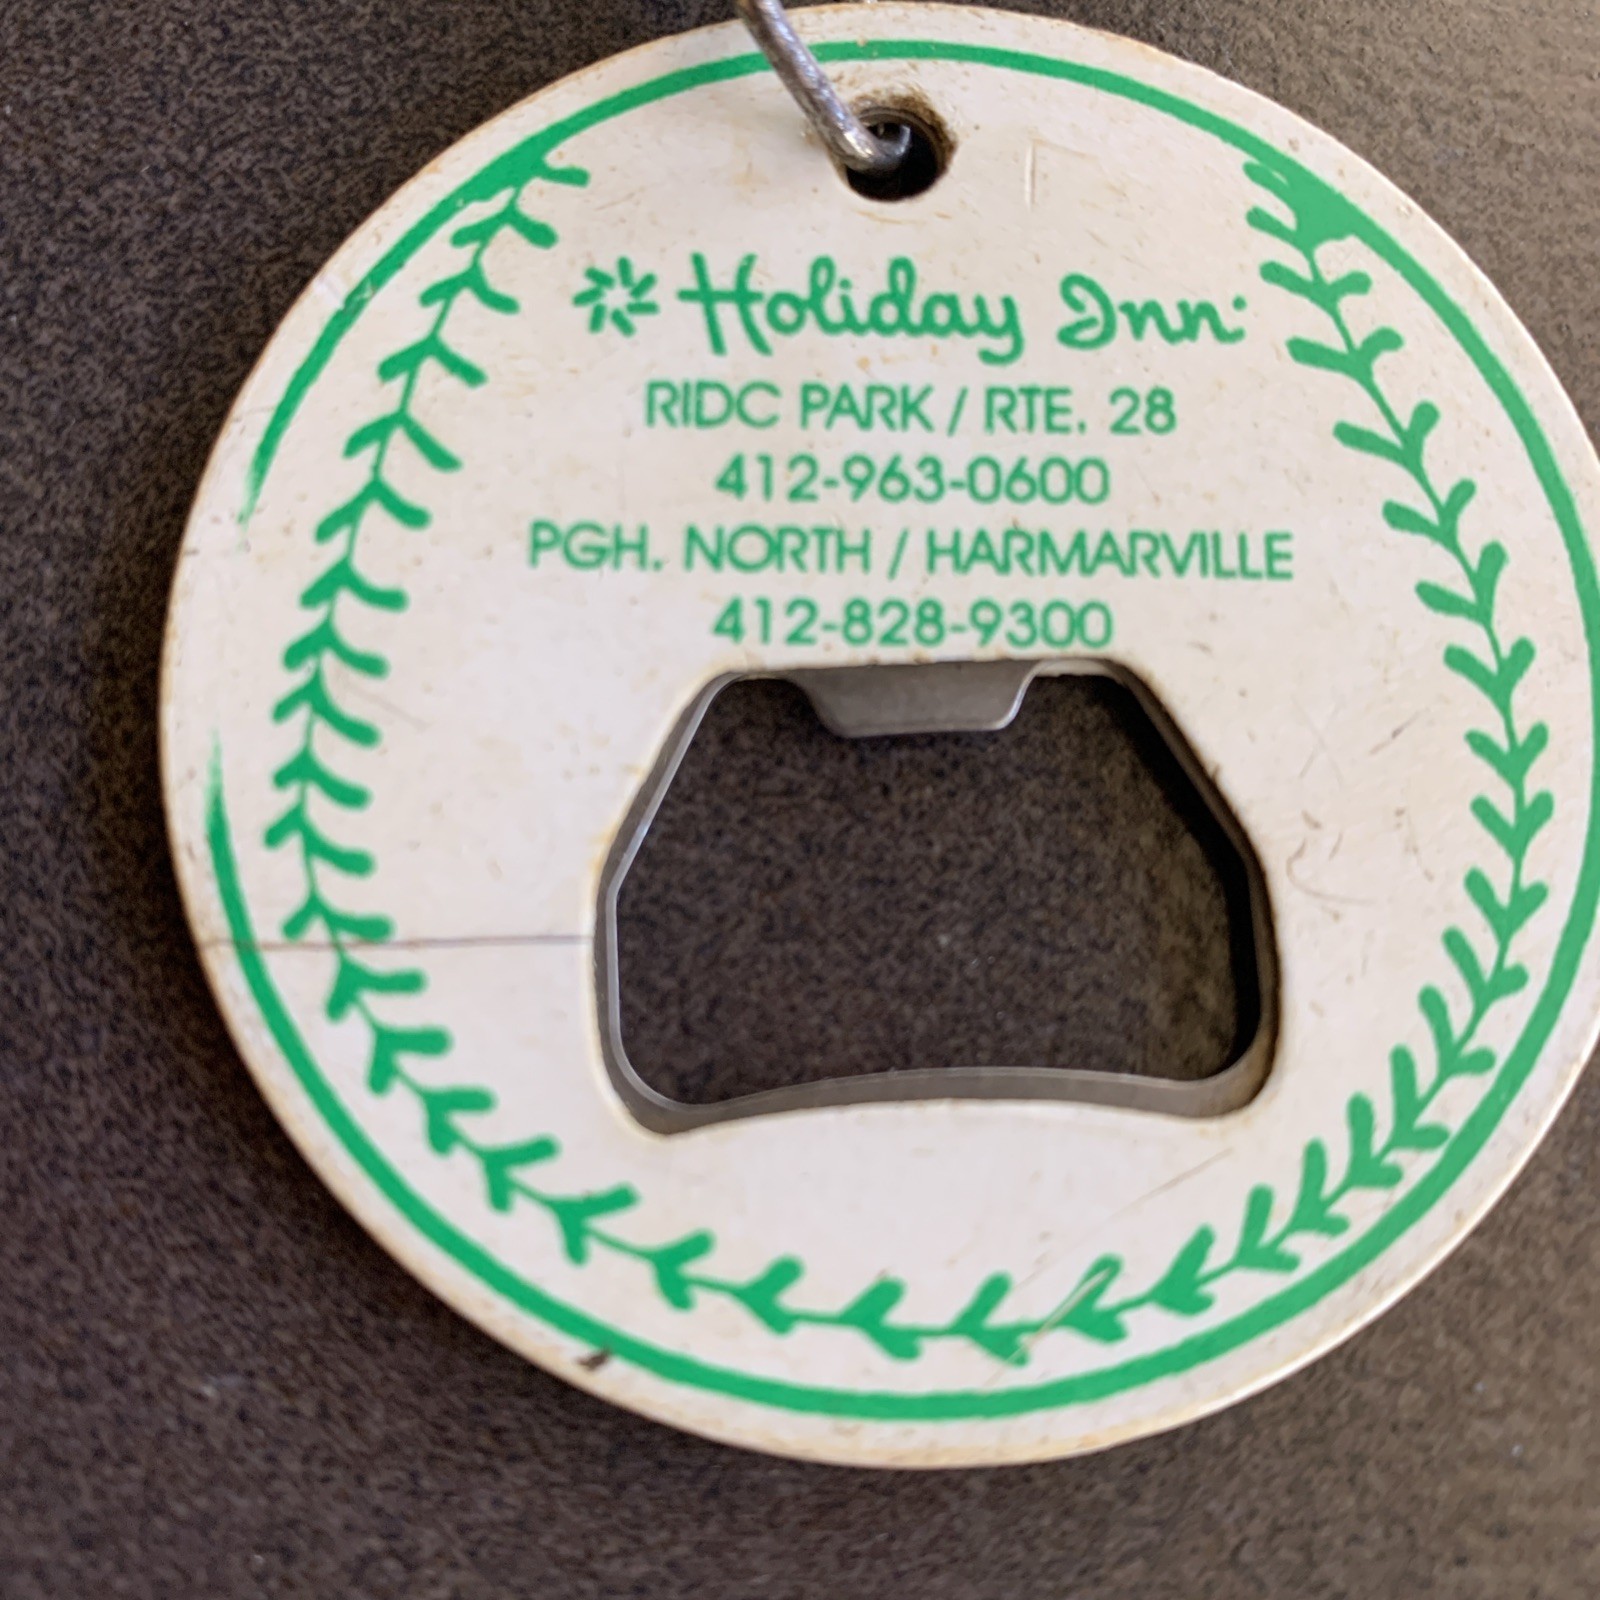 Holiday Inn
RIDC PARK / RTE. 28
412-963-0600
PGH. NORTH / HARMARVILLE
412-828-9300